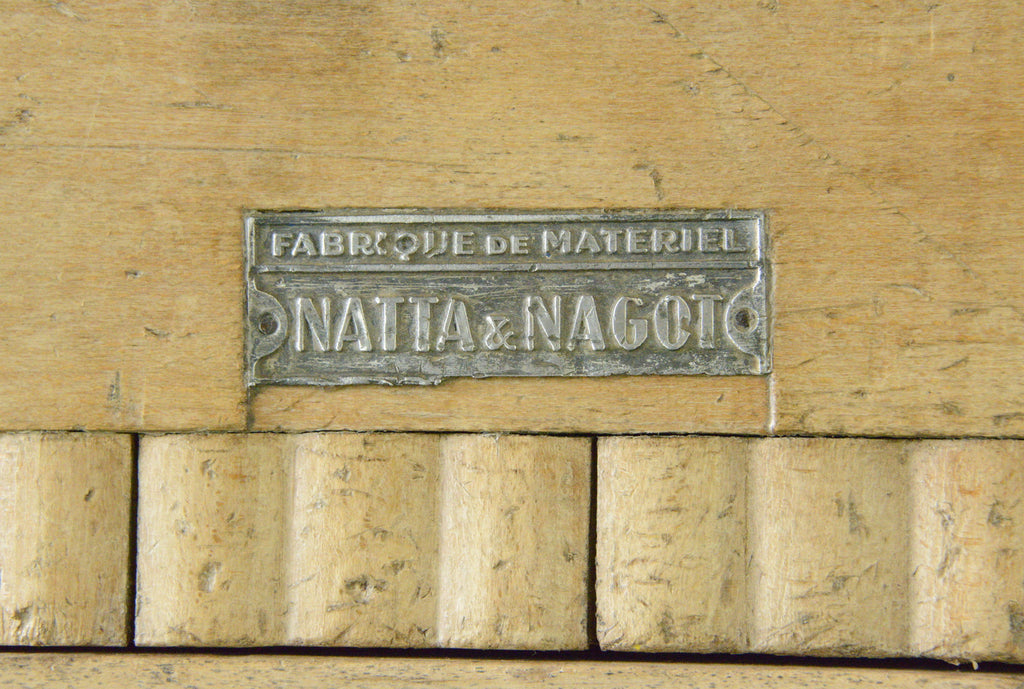 FABRIQUE DE MATERIEL
NATTA & NAGOT